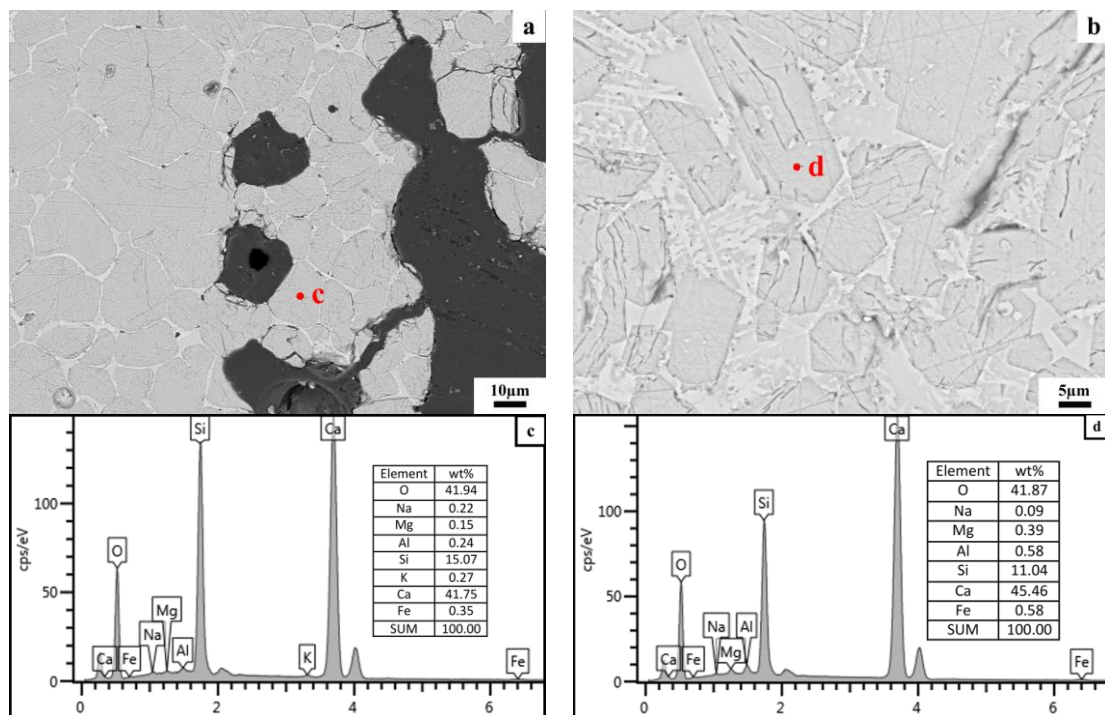 a
c
10µm
b
d
5µm
c
cps/eV
100
50
0
0 2 4 6
Ca
O
Fe
Na
Mg
Al
Si
K
Ca
Fe
Element wt%
O 41.94
Na 0.22
Mg 0.15
Al 0.24
Si 15.07
K 0.27
Ca 41.75
Fe 0.35
SUM 100.00
d
cps/eV
100
50
0
0 2 4 6
Ca
O
Fe
Na
Mg
Al
Si
Ca
Fe
Element wt%
O 41.87
Na 0.09
Mg 0.39
Al 0.58
Si 11.04
Ca 45.46
Fe 0.58
SUM 100.00